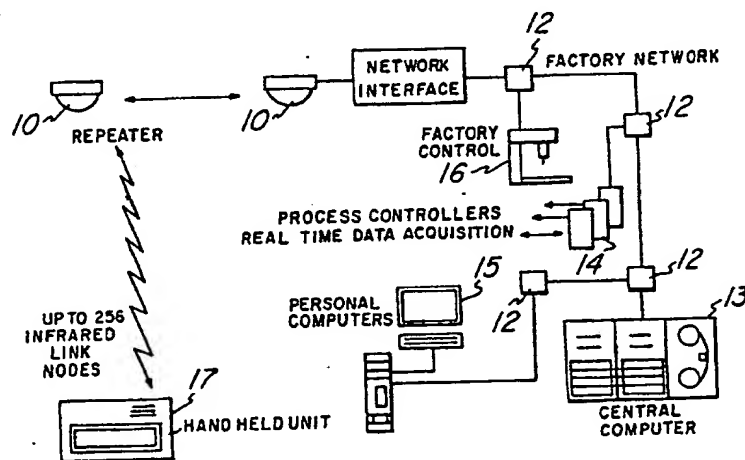 12
NETWORK
INTERFACE
FACTORY NETWORK
10
10
12
REPEATER
FACTORY
CONTROL
16
PROCESS CONTROLLERS
REAL TIME DATA ACQUISITION
14
12
15
13
PERSONAL
COMPUTERS
12
UP TO 256
INFRARED
LINK
NODES
17
HAND HELD UNIT
CENTRAL
COMPUTER